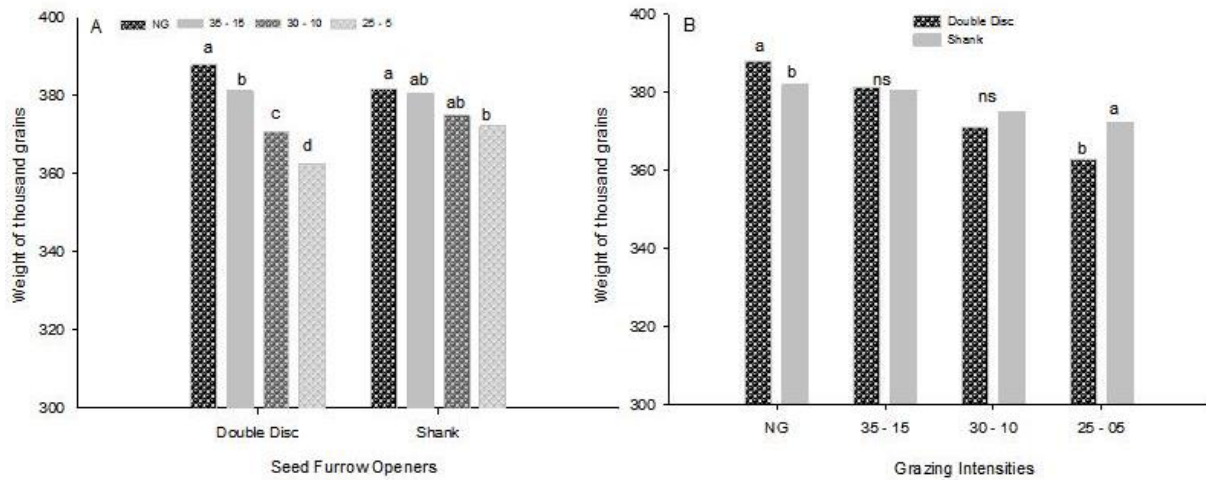 A NG 35 - 15 30 - 10 25 - 5
400
380
360
340
320
300
Weight of thousand grains
a
b
c
d
a
ab
ab
b
Double Disc Shank
Seed Furrow Openers
B
Double Disc
Shank
400
380
360
340
320
300
Weight of thousand grains
a
b
ns
ns
b
a
NG 35 - 15 30 - 10 25 - 05
Grazing Intensities